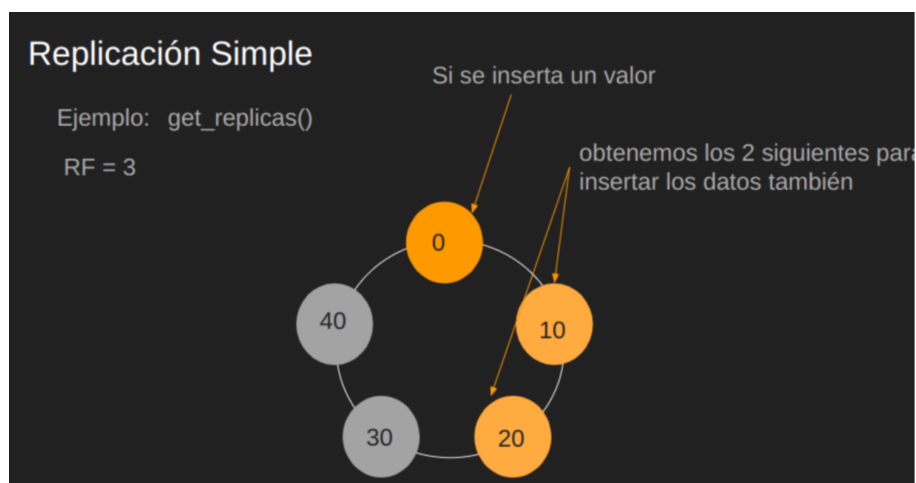 Replicación Simple
Si se inserta un valor
Ejemplo: get_replicas()
RF = 3
obtenemos los 2 siguientes para
insertar los datos también
0
40
10
30
20